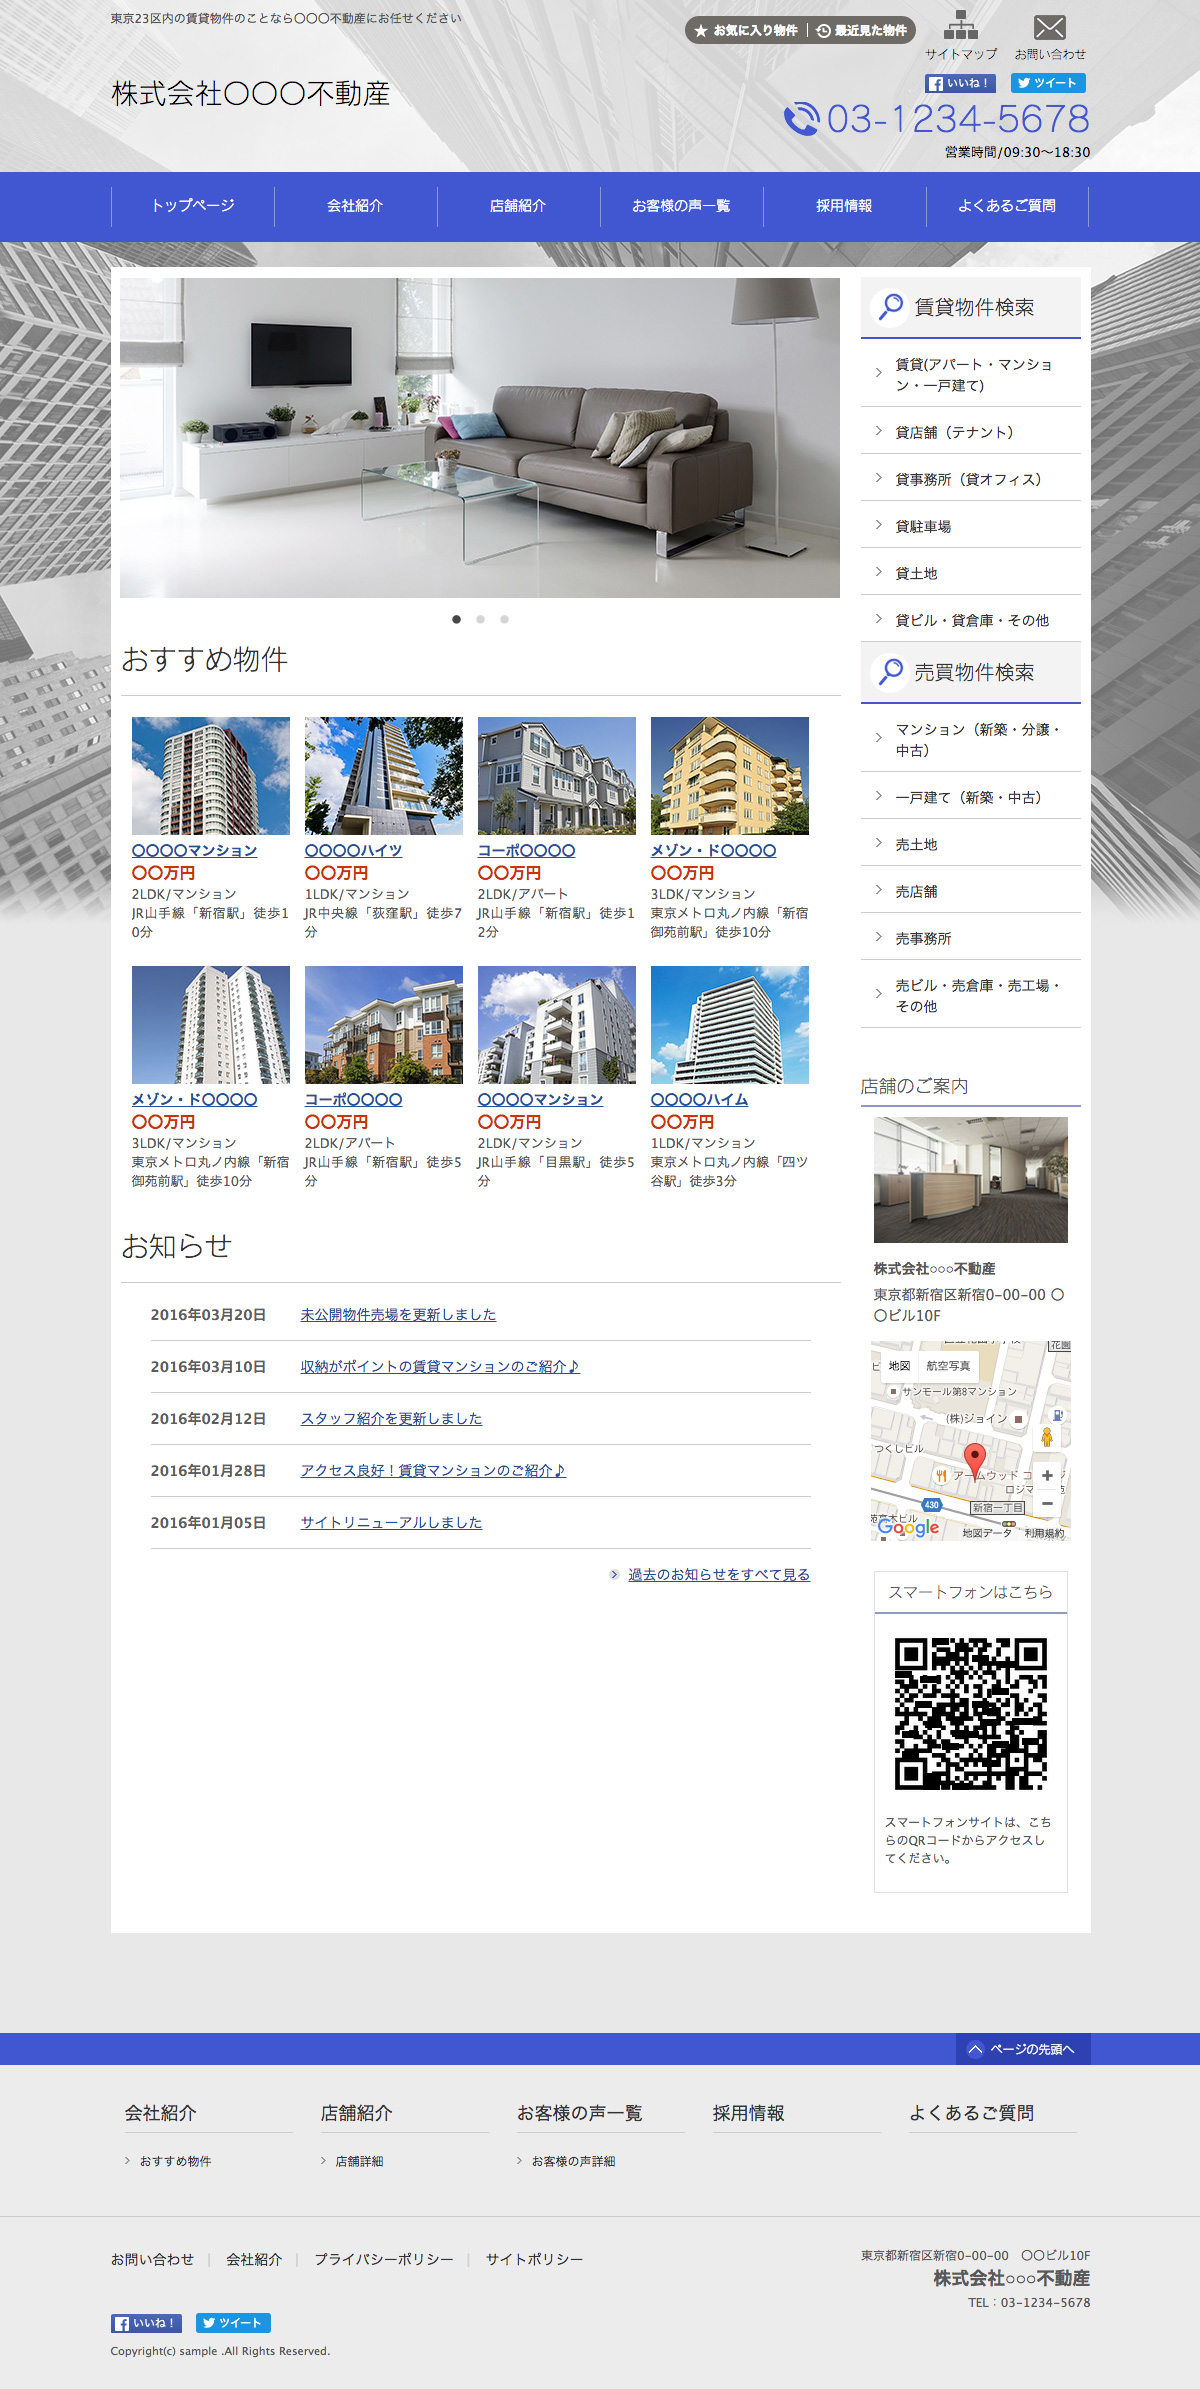 東京23区内の賃貸物件のことなら〇〇〇不動産にお任せください
お気に入り物件
最近見た物件
サイトマップ
お問い合わせ
株式会社〇〇〇不動産
いいね！
ツイート
03-1234-5678
営業時間/09:30〜18:30
トップページ
会社紹介
店舗紹介
お客様の声一覧
採用情報
よくあるご質問
おすすめ物件
〇〇〇〇マンション
〇〇万円
2LDK/マンション
JR山手線「新宿駅」徒歩1
0分
〇〇〇〇ハイツ
〇〇万円
1LDK/マンション
JR中央線「荻窪駅」徒歩7
分
コーポ〇〇〇〇
〇〇万円
2LDK/アパート
JR山手線「新宿駅」徒歩1
2分
メゾン・ド〇〇〇〇
〇〇万円
3LDK/マンション
東京メトロ丸ノ内線「新宿
御苑前駅」徒歩10分
メゾン・ド〇〇〇〇
〇〇万円
3LDK/マンション
東京メトロ丸ノ内線「新宿
御苑前駅」徒歩10分
コーポ〇〇〇〇
〇〇万円
2LDK/アパート
JR山手線「新宿駅」徒歩5
分
〇〇〇〇マンション
〇〇万円
2LDK/マンション
JR山手線「目黒駅」徒歩5
分
〇〇〇〇ハイム
〇〇万円
1LDK/マンション
東京メトロ丸ノ内線「四ツ
谷駅」徒歩3分
お知らせ
2016年03月20日 未公開物件売場を更新しました
2016年03月10日 収納がポイントの賃貸マンションのご紹介♪
2016年02月12日 スタッフ紹介を更新しました
2016年01月28日 アクセス良好！賃貸マンションのご紹介♪
2016年01月05日 サイトリニューアルしました
過去のお知らせをすべて見る
賃貸物件検索
賃貸(アパート・マンショ
ン・一戸建て)
貸店舗（テナント）
貸事務所（貸オフィス）
貸駐車場
貸土地
貸ビル・貸倉庫・その他
売買物件検索
マンション（新築・分譲・
中古）
一戸建て（新築・中古）
売土地
売店舗
売事務所
売ビル・売倉庫・売工場・
その他
店舗のご案内
株式会社○○○不動産
東京都新宿区新宿0-00-00 〇
〇ビル10F
花園
地図
航空写真
サンモール第8マンション
(株)ジョイン
つくしビル
アームウッド コ
ロジマ
430
新宿一丁目
Google
地図データ
利用規約
スマートフォンはこちら
スマートフォンサイトは、こち
らのQRコードからアクセスし
てください。
ページの先頭へ
会社紹介
おすすめ物件
店舗紹介
店舗詳細
お客様の声一覧
お客様の声詳細
採用情報
よくあるご質問
お問い合わせ | 会社紹介 | プライバシーポリシー | サイトポリシー
東京都新宿区新宿0-00-00 〇〇ビル10F
株式会社○○○不動産
TEL：03-1234-5678
いいね！
ツイート
Copyright(c) sample .All Rights Reserved.